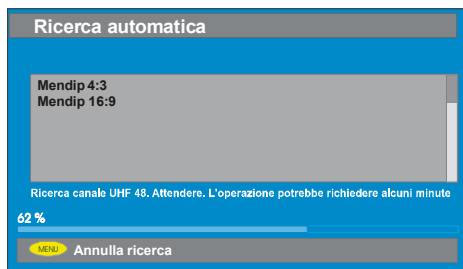 Ricerca automatica
Mendip 4:3
Mendip 16:9
Ricerca canale UHF 48. Attendere. L'operazione potrebbe richiedere alcuni minute
62 %
MENU Annulla ricerca